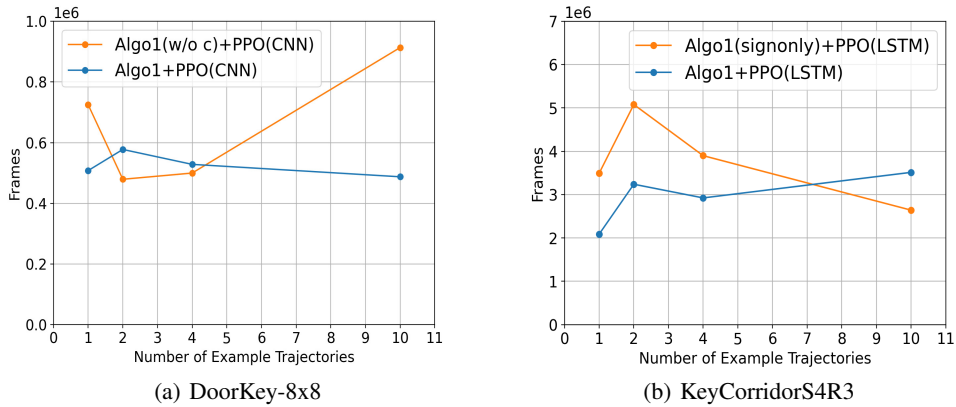 1e6
1.0
0.8
0.6
0.4
0.2
0.0
Frames
Algo1(w/o c)+PPO(CNN)
Algo1+PPO(CNN)
0 1 2 3 4 5 6 7 8 9 10 11
Number of Example Trajectories
(a) DoorKey-8x8
1e6
7
6
5
4
3
2
1
0
Frames
Algo1(signonly)+PPO(LSTM)
Algo1+PPO(LSTM)
0 1 2 3 4 5 6 7 8 9 10 11
Number of Example Trajectories
(b) KeyCorridorS4R3